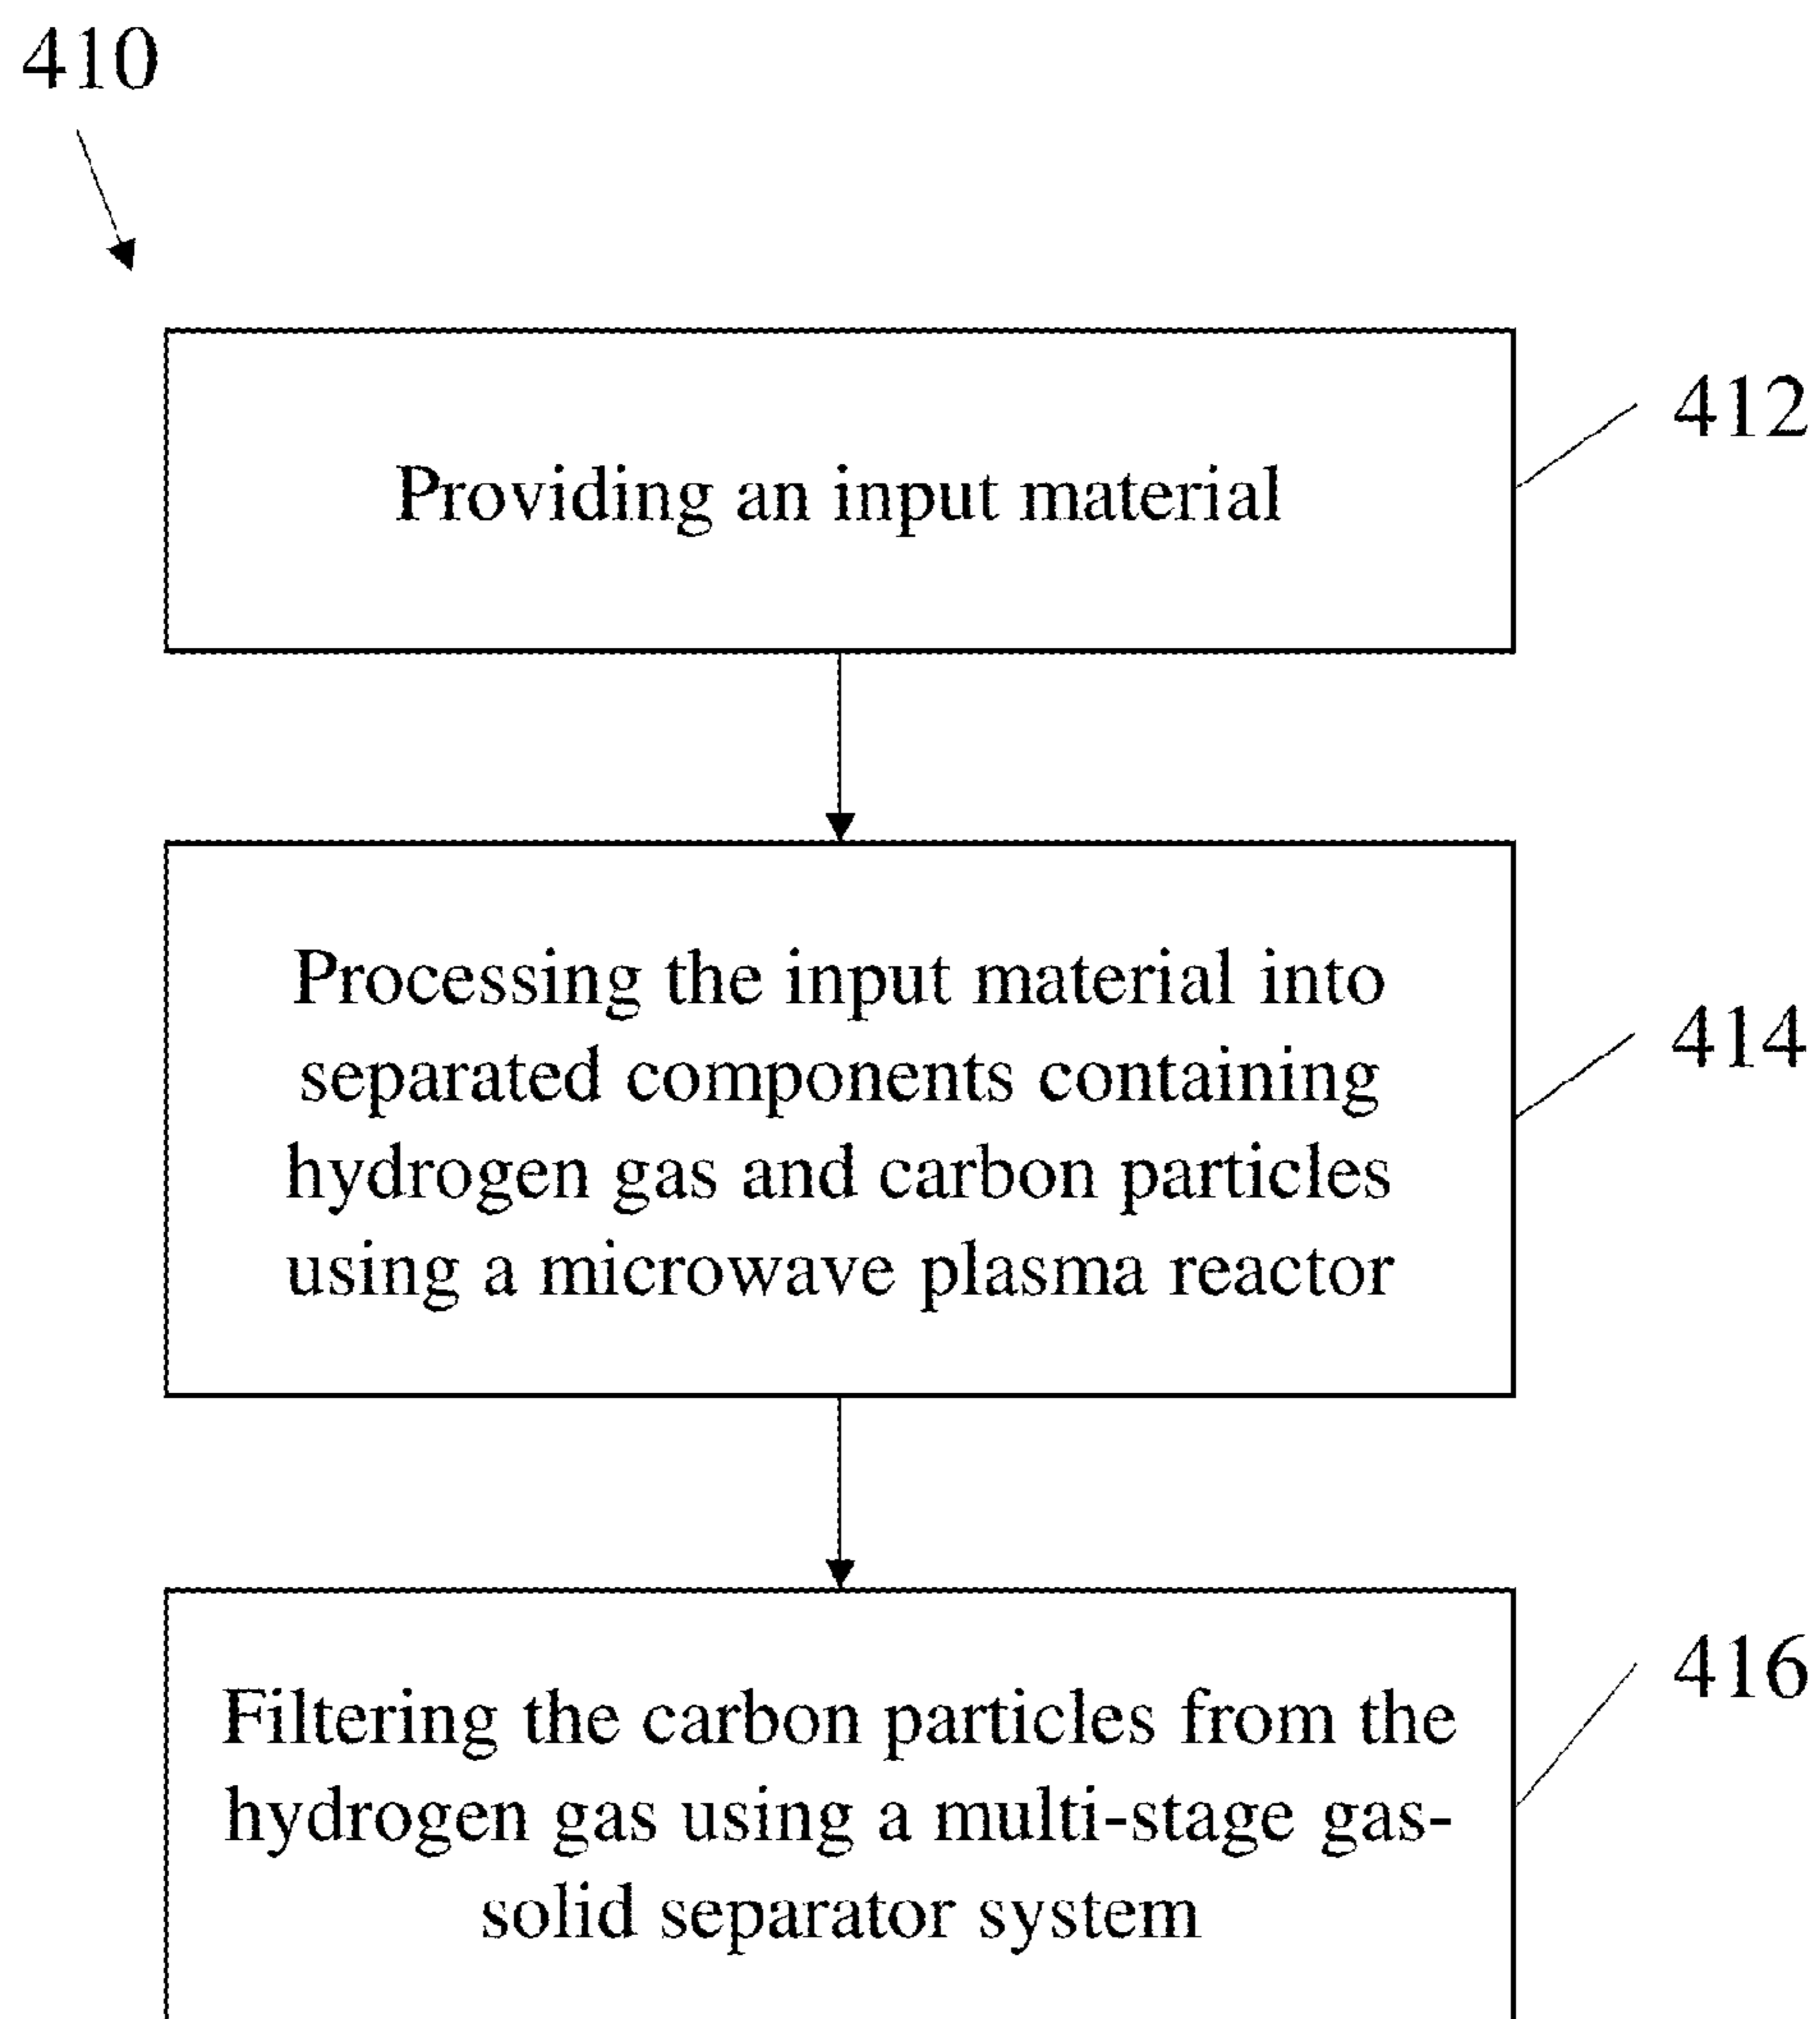 410
412
Providing an input material
Processing the input material into
separated components containing
414
hydrogen gas and carbon particles
using a microwave plasma reactor
416
Filtering the carbon particles from the
hydrogen gas using a multi-stage gas-
solid separator system